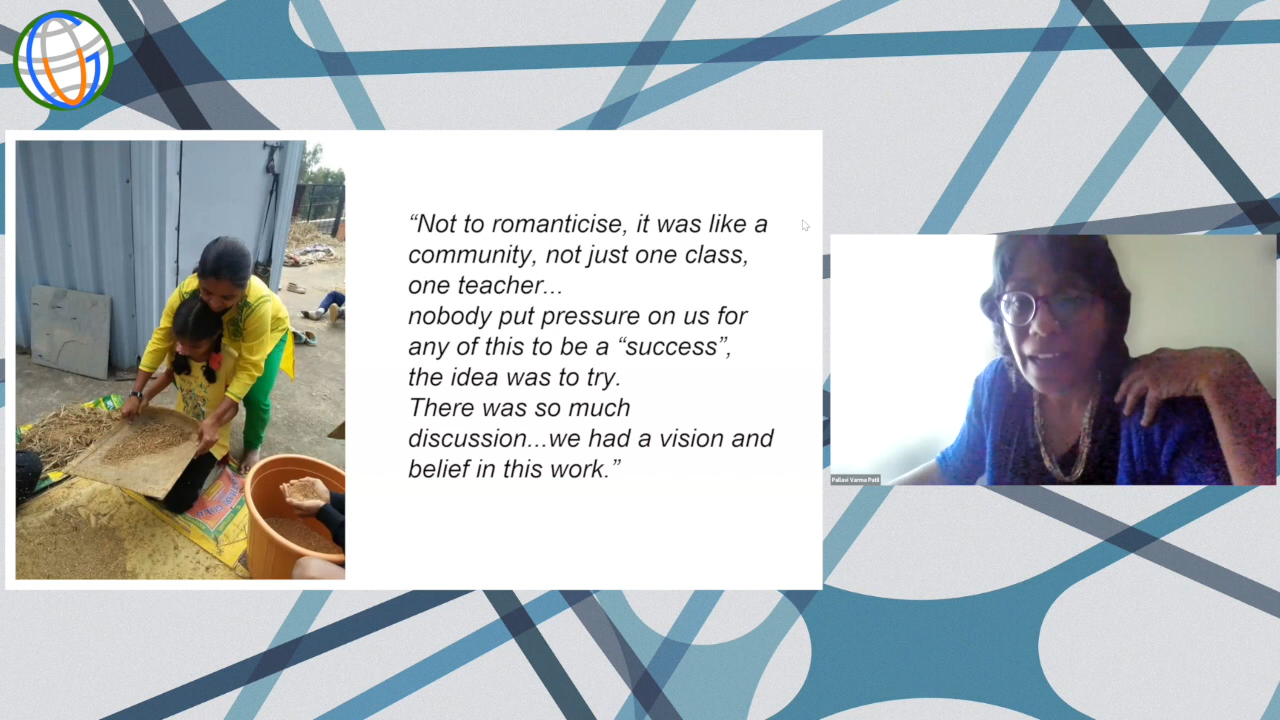 “Not to romanticise, it was like a
community, not just one class,
one teacher...
nobody put pressure on us for
any of this to be a “success”,
the idea was to try.
There was so much
discussion...we had a vision and
belief in this work.”
Pallavi Varma Patil